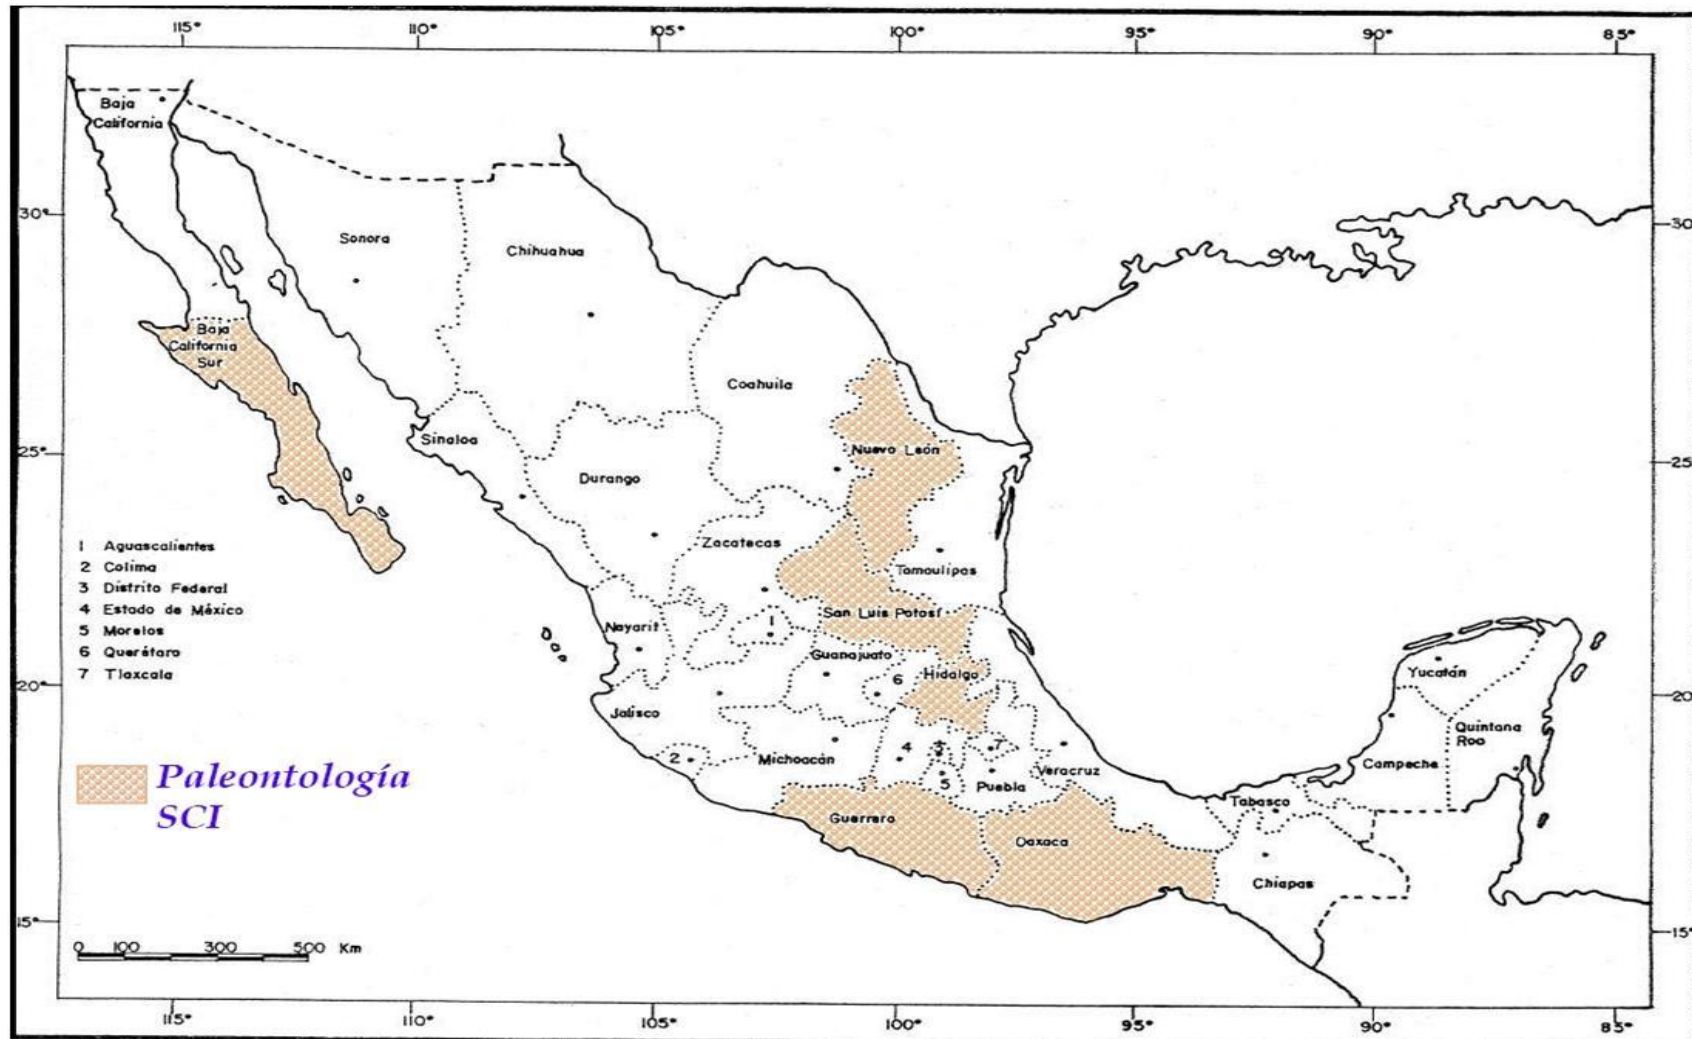 115° 110° 105° 100° 95° 90° 85°
Baja
California
30° 30°
Sonora
Chihuahua
Baja
California
Sur
Coahuila
Sinaloa
Nuevo León
25° 25°
Durango
Zacatecas
1 Aguascalientes
2 Colima
3 Distrito Federal
4 Estado de México
5 Morelos
6 Querétaro
7 Tlaxcala
Tamaulipas
San Luis Potosí
Nayarit
1
Guanajuato
Hidalgo
6
Yucatán
20° 20°
Jalisco
Quintana
Roo
2
Michoacán
4 3 7
5
Puebla
Veracruz
Campeche
Tabasco
Paleontología
SCI
Guerrero
Oaxaca
Chiapas
15° 15°
0 100 300 500 Km
115° 110° 105° 100° 95° 90° 85°